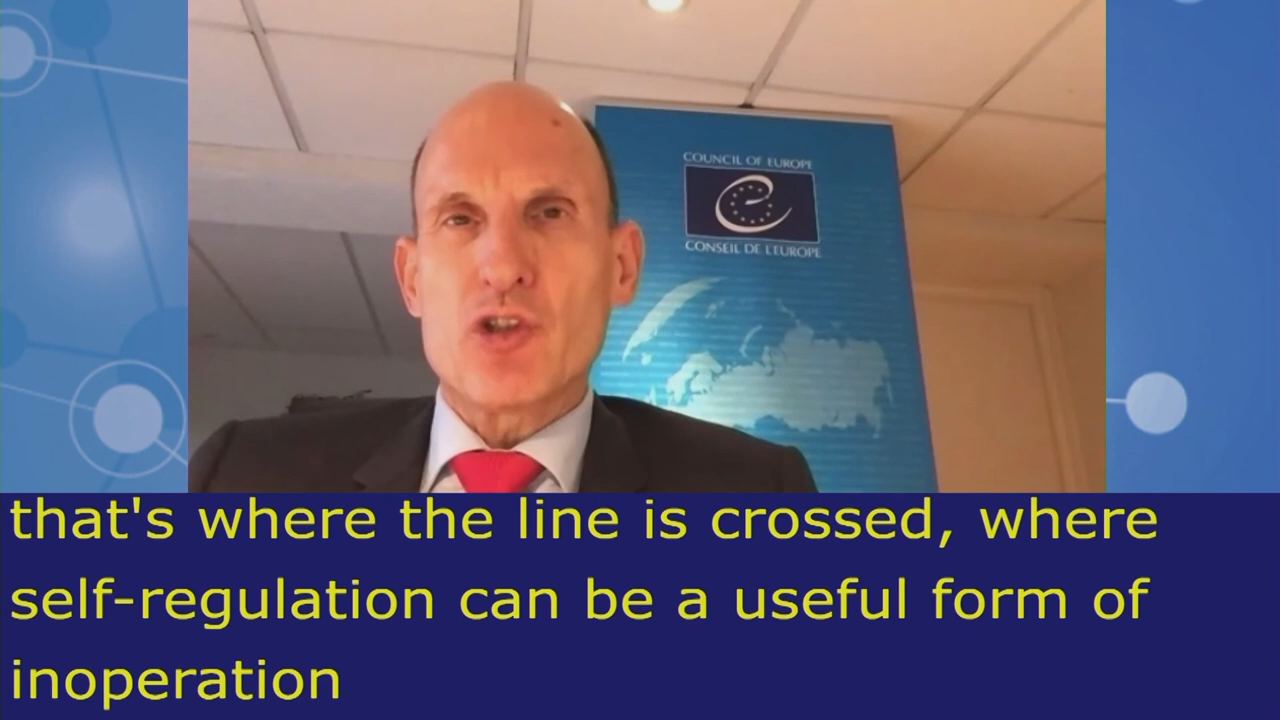 COUNCIL OF EUROPE
CONSEIL DE L'EUROPE
that's where the line is crossed, where
self-regulation can be a useful form of
inoperation